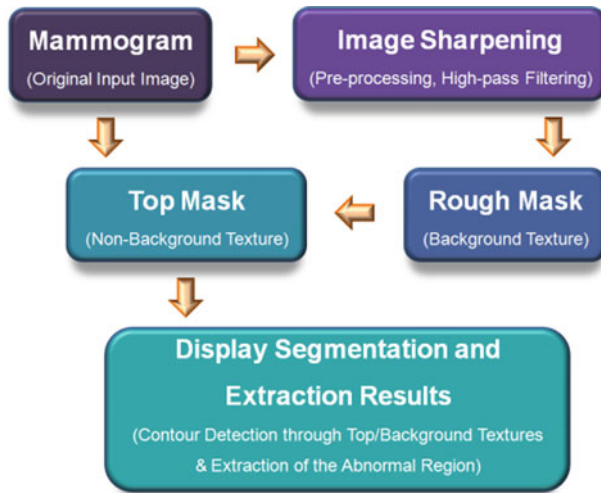 Mammogram
(Original Input Image)
Image Sharpening
(Pre-processing, High-pass Filtering)
Top Mask
(Non-Background Texture)
Rough Mask
(Background Texture)
Display Segmentation and
Extraction Results
(Contour Detection through Top/Background Textures
& Extraction of the Abnormal Region)